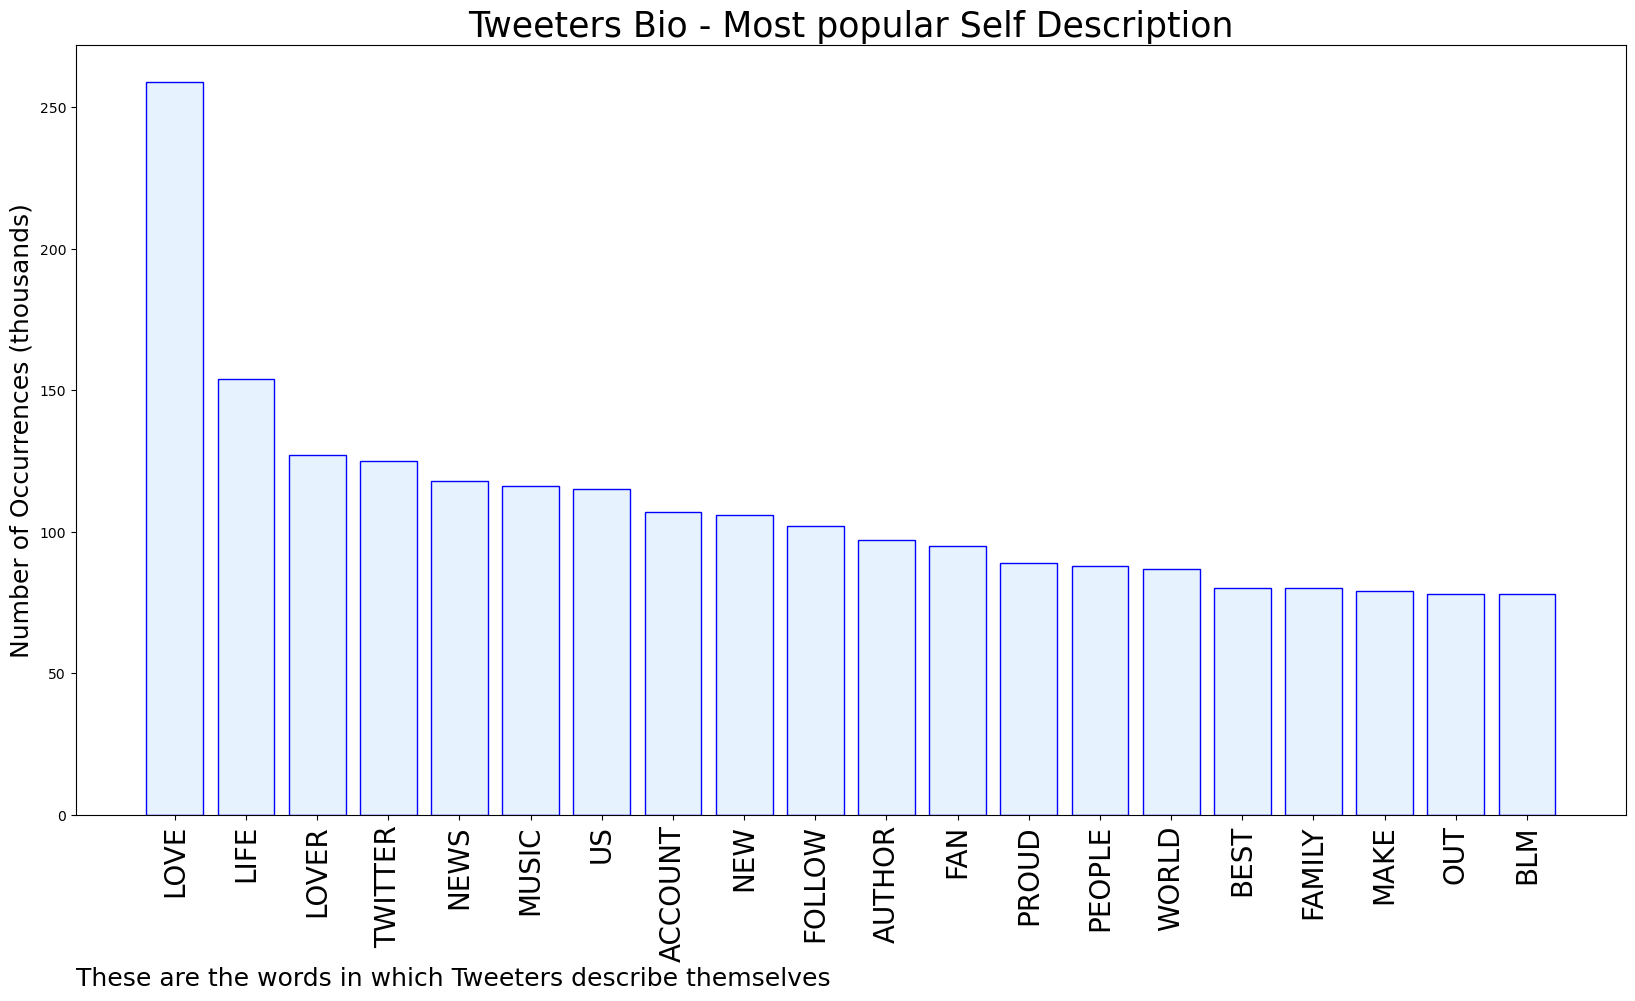 Tweeters Bio - Most popular Self Description
Number of Occurrences (thousands)
250
200
150
100
50
0
LOVE
LIFE
LOVER
TWITTER
NEWS
MUSIC
US
ACCOUNT
NEW
FOLLOW
AUTHOR
FAN
PROUD
PEOPLE
WORLD
BEST
FAMILY
MAKE
OUT
BLM
These are the words in which Tweeters describe themselves